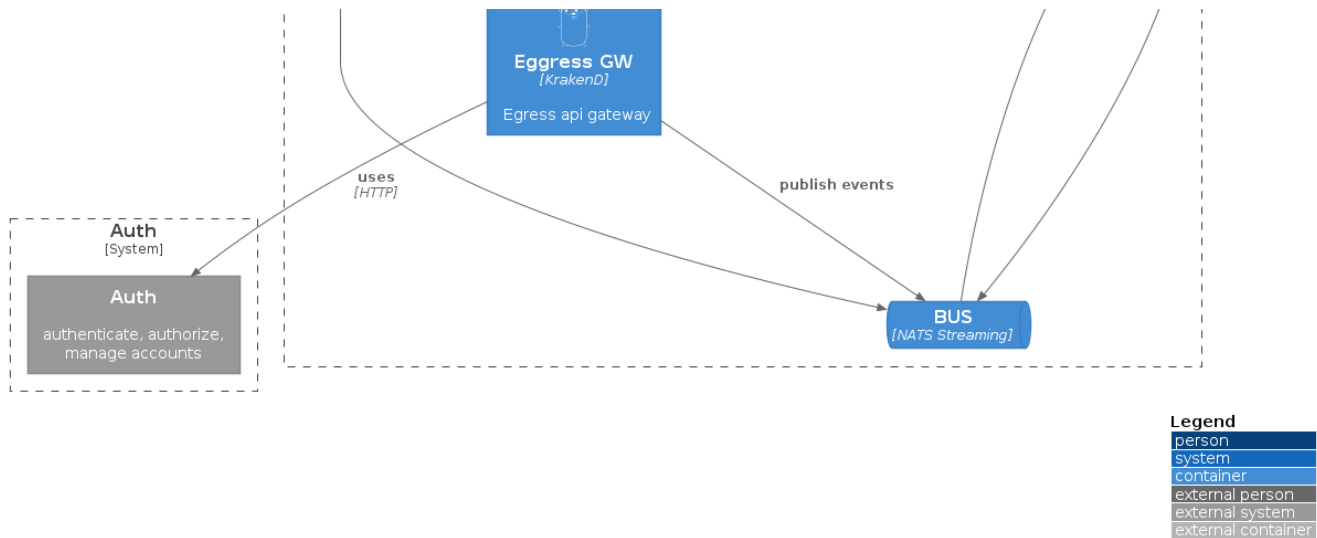 Eggress GW
[KrakenD]
Egress api gateway
uses
[HTTP]
publish events
Auth
[System]
Auth
authenticate, authorize,
manage accounts
BUS
[NATS Streaming]
Legend
person
system
container
external person
external system
external container